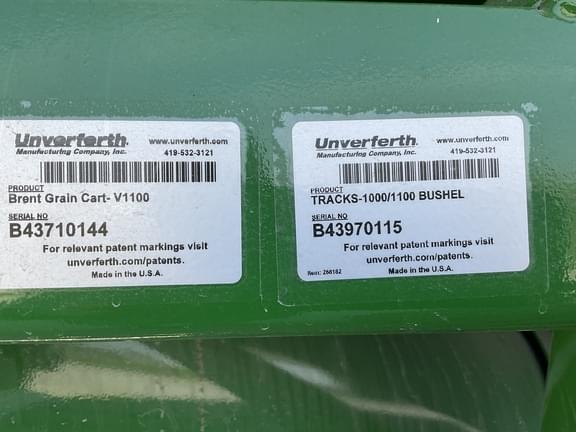 Unverferth
Manufacturing Company, Inc.
www.unverferth.com
419-532-3121
PRODUCT
Brent Grain Cart- V1100
SERIAL NO
B43710144
For relevant patent markings visit
unverferth.com/patents.
Made in the U.S.A.
Unverferth
Manufacturing Company, Inc.
www.unverferth.com
419-532-3121
PRODUCT
TRACKS-1000/1100 BUSHEL
SERIAL NO
B43970115
For relevant patent markings visit
unverferth.com/patents.
Item: 268182
Made in the U.S.A.